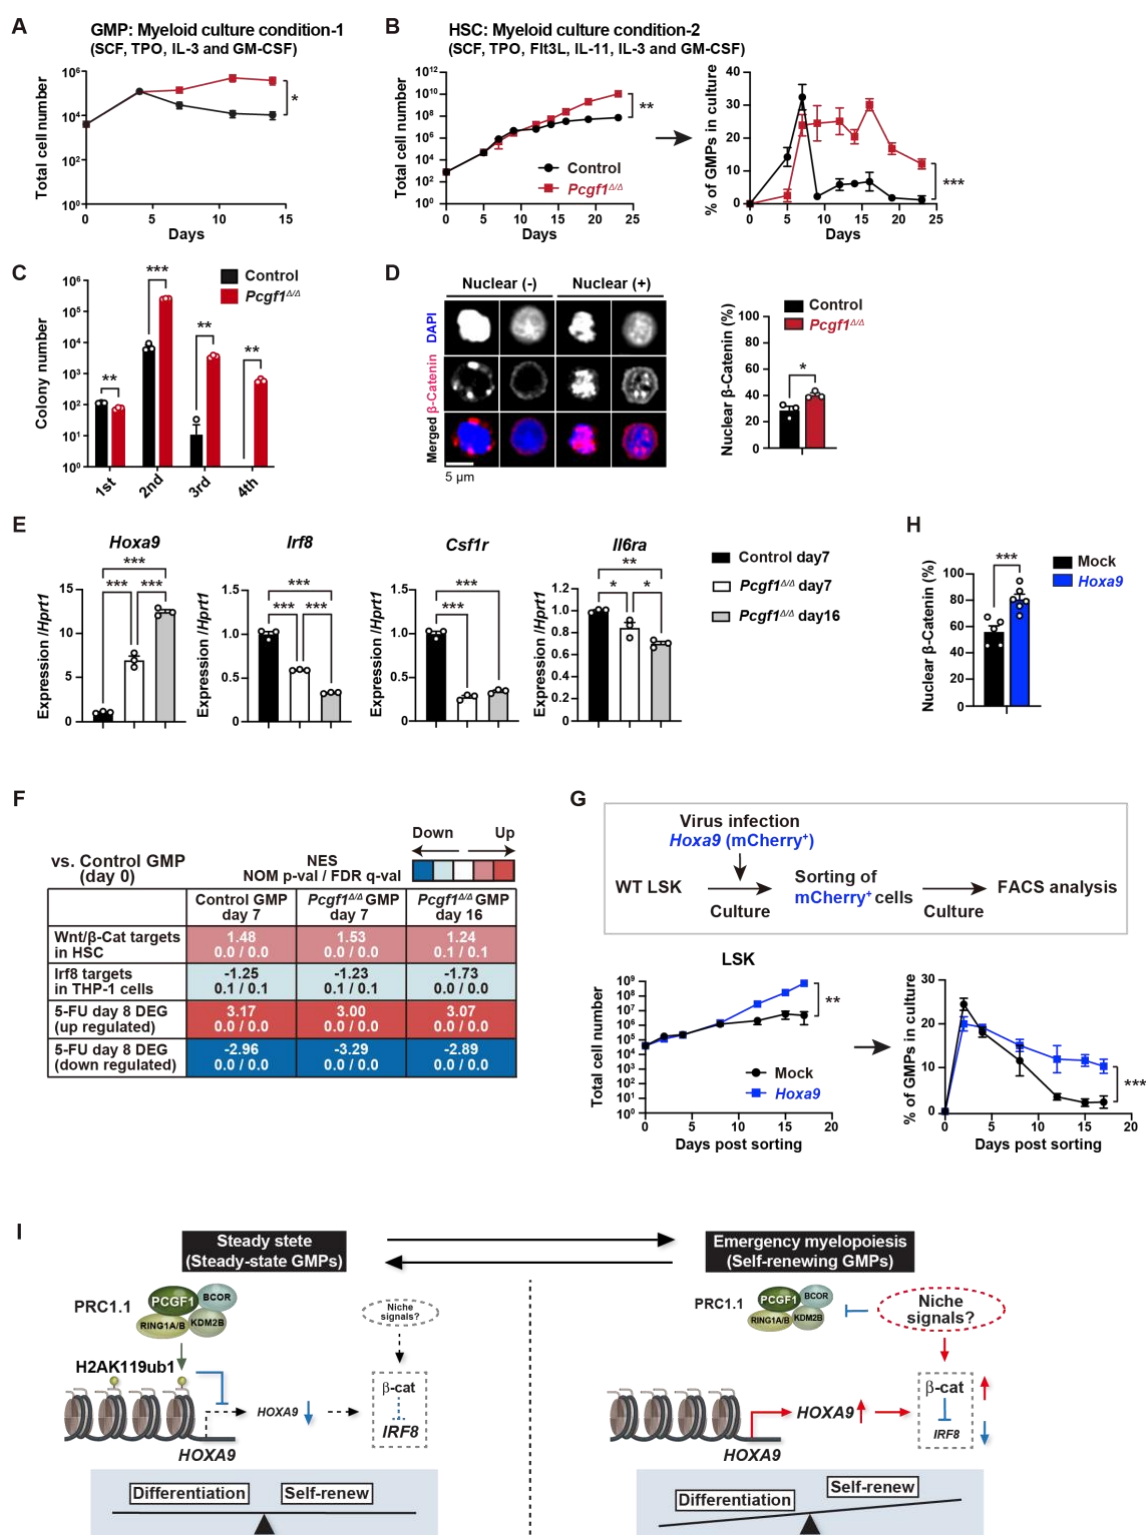 A
GMP: Myeloid culture condition-1
(SCF, TPO, IL-3 and GM-CSF)
Total cell number
10⁶
10⁴
10²
10⁰
0
5
10
15
Days
*
B
HSC: Myeloid culture condition-2
(SCF, TPO, Flt3L, IL-11, IL-3 and GM-CSF)
Total cell number
10¹²
10¹⁰
10⁸
10⁶
10⁴
10²
10⁰
0
5
10
15
20
25
Days
**
Control
Pcgf1Δ/Δ
% of GMPs in culture
40
30
20
10
0
0
5
10
15
20
25
Days
***
C
Control
Pcgf1Δ/Δ
Colony number
10⁶
10⁵
10⁴
10³
10²
10¹
10⁰
**
***
**
**
1st
2nd
3rd
4th
D
Nuclear (-)
Nuclear (+)
DAPI
β-Catenin
Merged
5 μm
Control
Pcgf1Δ/Δ
Nuclear β-Catenin (%)
100
80
60
40
20
0
*
E
Hoxa9
Expression /Hprt1
15
10
5
0
***
***
***
Irf8
Expression /Hprt1
1.5
1.0
0.5
0
***
***
***
Csf1r
Expression /Hprt1
1.5
1.0
0.5
0
***
***
Il6ra
Expression /Hprt1
1.2
1.0
0.8
0.6
0.4
0.2
0
**
*
*
Control day7
Pcgf1Δ/Δ day7
Pcgf1Δ/Δ day16
H
Mock
Hoxa9
Nuclear β-Catenin (%)
100
80
60
40
20
0
***
F
Down
Up
vs. Control GMP
(day 0)
NES
NOM p-val / FDR q-val
Control GMP
day 7
Pcgf1Δ/Δ GMP
day 7
Pcgf1Δ/Δ GMP
day 16
Wnt/β-Cat targets
in HSC
1.48
0.0 / 0.0
1.53
0.0 / 0.0
1.24
0.1 / 0.1
Irf8 targets
in THP-1 cells
-1.25
0.1 / 0.1
-1.23
0.1 / 0.1
-1.73
0.0 / 0.0
5-FU day 8 DEG
(up regulated)
3.17
0.0 / 0.0
3.00
0.0 / 0.0
3.07
0.0 / 0.0
5-FU day 8 DEG
(down regulated)
-2.96
0.0 / 0.0
-3.29
0.0 / 0.0
-2.89
0.0 / 0.0
G
Virus infection
Hoxa9 (mCherry⁺)
WT LSK
Culture
Sorting of
mCherry⁺ cells
Culture
FACS analysis
LSK
Total cell number
10⁹
10⁸
10⁷
10⁶
10⁵
10⁴
10³
10²
10¹
10⁰
0
5
10
15
20
Days post sorting
**
Mock
Hoxa9
% of GMPs in culture
30
20
10
0
0
5
10
15
20
Days post sorting
***
I
Steady stete
(Steady-state GMPs)
Emergency myelopoiesis
(Self-renewing GMPs)
PRC1.1
PCGF1
BCOR
RING1A/B
KDM2B
H2AK119ub1
Niche
signals?
HOXA9
β-cat
IRF8
HOXA9
Differentiation
Self-renew
PRC1.1
PCGF1
BCOR
RING1A/B
KDM2B
Niche
signals?
HOXA9
β-cat
IRF8
HOXA9
Differentiation
Self-renew